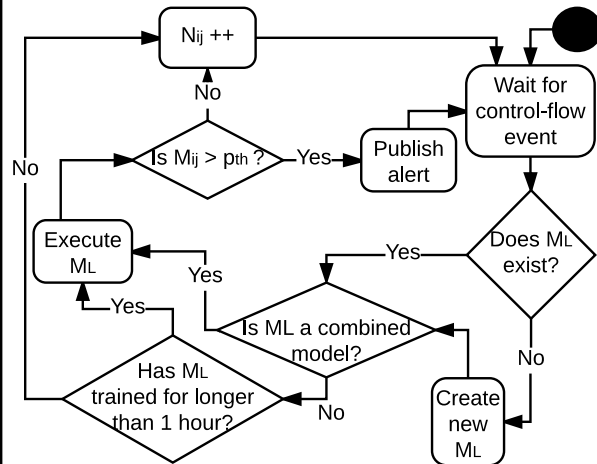 Nij ++
No
Wait for
control-flow
event
Is Mij > pth ?
Yes
Publish
alert
No
Execute
ML
Does ML
exist?
Yes
Yes
Yes
Is ML a combined
model?
No
Has ML
trained for longer
than 1 hour?
No
Create
new
ML